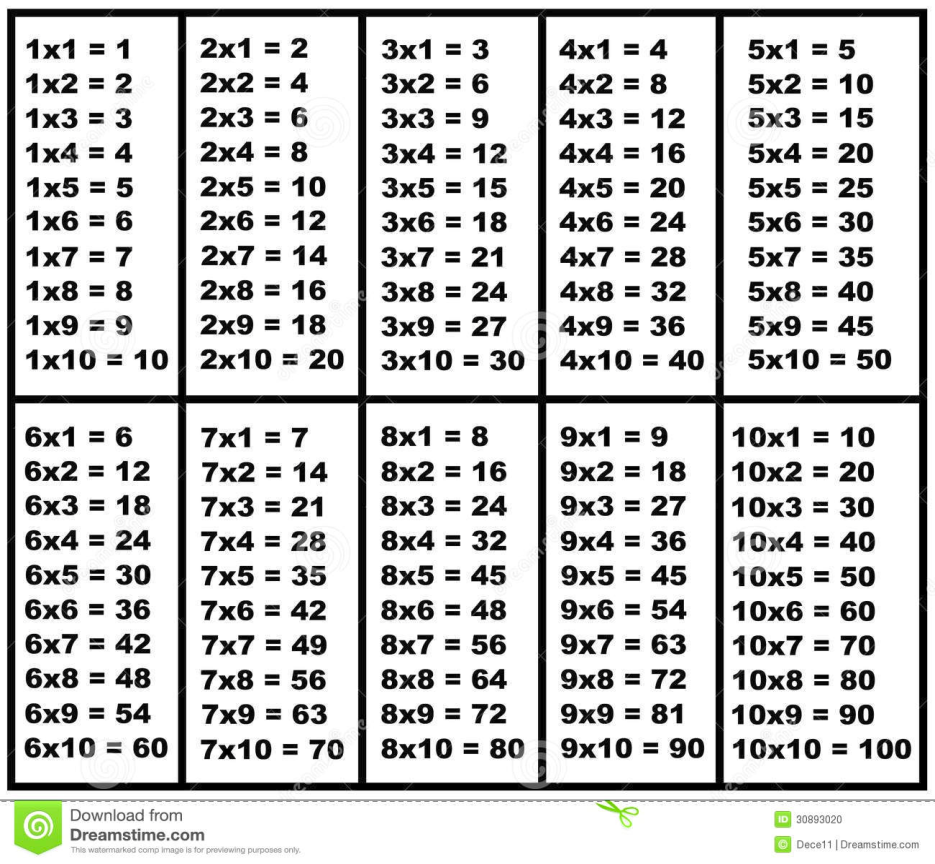 1x1 = 1
1x2 = 2
1x3 = 3
1x4 = 4
1x5 = 5
1x6 = 6
1x7 = 7
1x8 = 8
1x9 = 9
1x10 = 10
2x1 = 2
2x2 = 4
2x3 = 6
2x4 = 8
2x5 = 10
2x6 = 12
2x7 = 14
2x8 = 16
2x9 = 18
2x10 = 20
3x1 = 3
3x2 = 6
3x3 = 9
3x4 = 12
3x5 = 15
3x6 = 18
3x7 = 21
3x8 = 24
3x9 = 27
3x10 = 30
4x1 = 4
4x2 = 8
4x3 = 12
4x4 = 16
4x5 = 20
4x6 = 24
4x7 = 28
4x8 = 32
4x9 = 36
4x10 = 40
5x1 = 5
5x2 = 10
5x3 = 15
5x4 = 20
5x5 = 25
5x6 = 30
5x7 = 35
5x8 = 40
5x9 = 45
5x10 = 50
6x1 = 6
6x2 = 12
6x3 = 18
6x4 = 24
6x5 = 30
6x6 = 36
6x7 = 42
6x8 = 48
6x9 = 54
6x10 = 60
7x1 = 7
7x2 = 14
7x3 = 21
7x4 = 28
7x5 = 35
7x6 = 42
7x7 = 49
7x8 = 56
7x9 = 63
7x10 = 70
8x1 = 8
8x2 = 16
8x3 = 24
8x4 = 32
8x5 = 45
8x6 = 48
8x7 = 56
8x8 = 64
8x9 = 72
8x10 = 80
9x1 = 9
9x2 = 18
9x3 = 27
9x4 = 36
9x5 = 45
9x6 = 54
9x7 = 63
9x8 = 72
9x9 = 81
9x10 = 90
10x1 = 10
10x2 = 20
10x3 = 30
10x4 = 40
10x5 = 50
10x6 = 60
10x7 = 70
10x8 = 80
10x9 = 90
10x10 = 100
Download from
Dreamstime.com
This watermarked comp image is for previewing purposes only.
ID 30893020
© Dece11 | Dreamstime.com